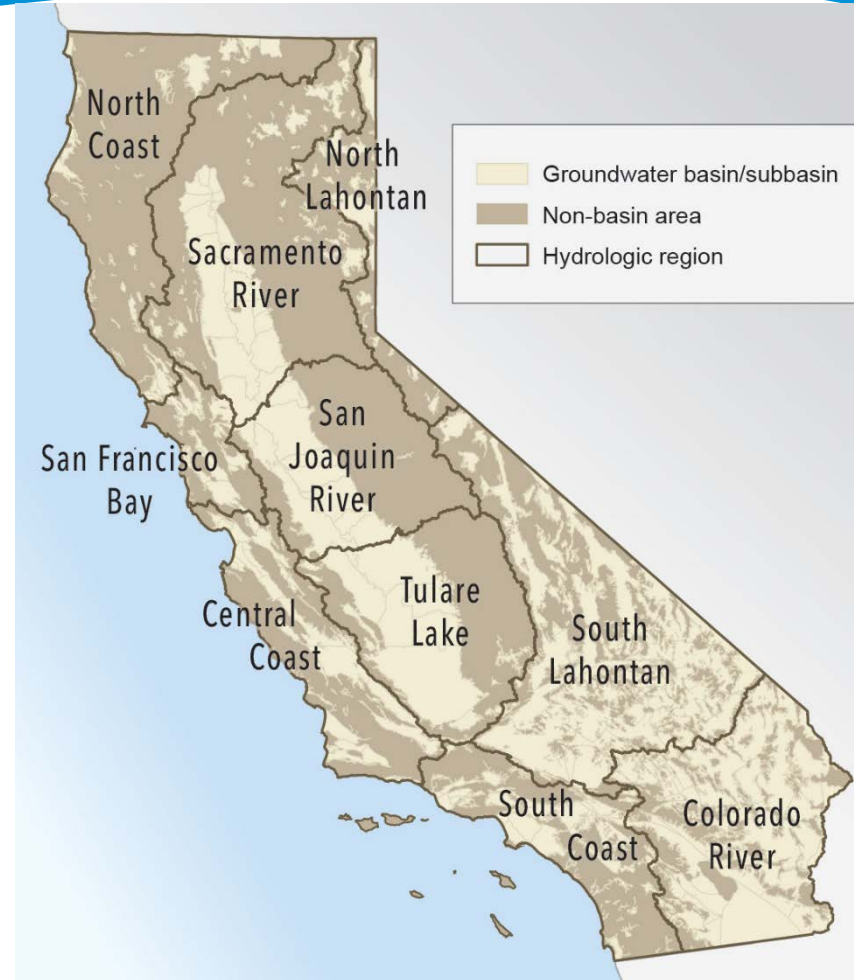 North
Coast
North
Lahontan
Groundwater basin/subbasin
Non-basin area
Hydrologic region
Sacramento
River
San
Joaquin
River
San Francisco
Bay
Tulare
Lake
Central
Coast
South
Lahontan
South
Coast
Colorado
River